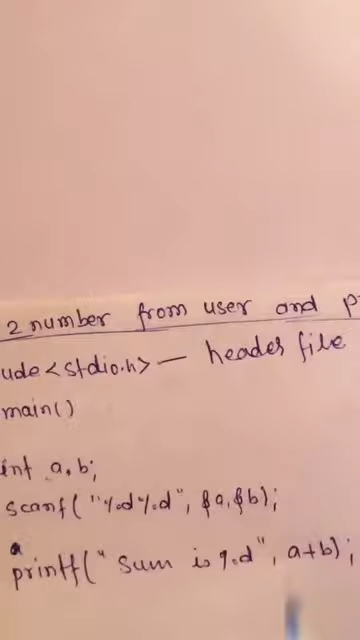 2 number from user and p
ude<stdio.h> — header file
main()
int a,b;
scanf("%d%d", &a,&b);
printf("Sum is %d", a+b);